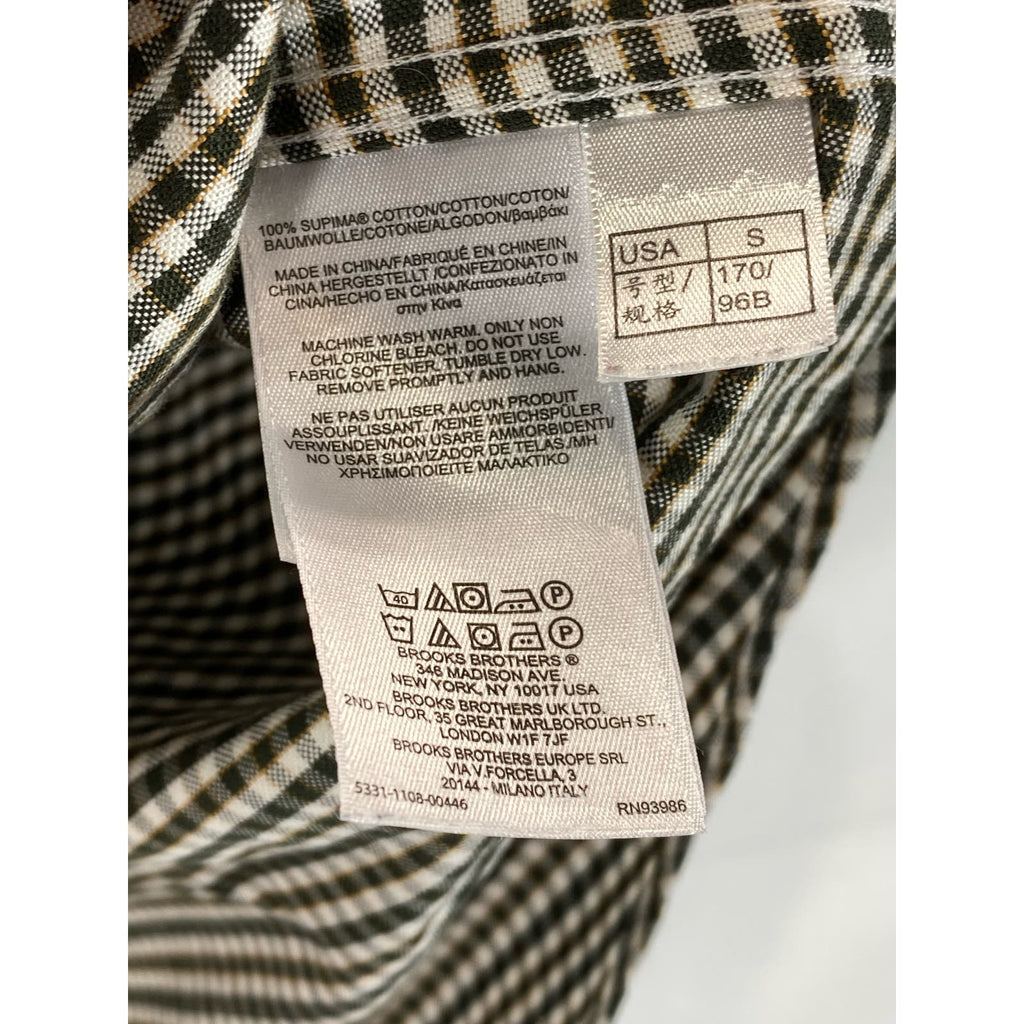 100% SUPIMA® COTTON/COTTON/COTON/
BAUMWOLLE/COTONE/ALGODON/Βαμβάκι
MADE IN CHINA/FABRIQUÉ EN CHINE/IN
CHINA HERGESTELLT /CONFEZIONATO IN
CINA/HECHO EN CHINA/Κατασκευάζεται
στην Κίνα
MACHINE WASH WARM. ONLY NON
CHLORINE BLEACH. DO NOT USE
FABRIC SOFTENER. TUMBLE DRY LOW.
REMOVE PROMPTLY AND HANG.
NE PAS UTILISER AUCUN PRODUIT
ASSOUPLISSANT. /KEINE WEICHSPÜLER
VERWENDEN/NON USARE AMMORBIDENTI/
NO USAR SUAVIZADOR DE TELAS./ΜΗ
ΧΡΗΣΙΜΟΠΟΙΕΙΤΕ ΜΑΛΑΚΤΙΚΟ
40 P
P
BROOKS BROTHERS ®
346 MADISON AVE.
NEW YORK, NY 10017 USA
BROOKS BROTHERS UK LTD.
2ND FLOOR, 35 GREAT MARLBOROUGH ST.,
LONDON W1F 7JF
BROOKS BROTHERS EUROPE SRL
VIA V.FORCELLA, 3
20144 - MILANO ITALY
5331-1108-00446 RN93986
USA S
号型/ 170/
规格 96B